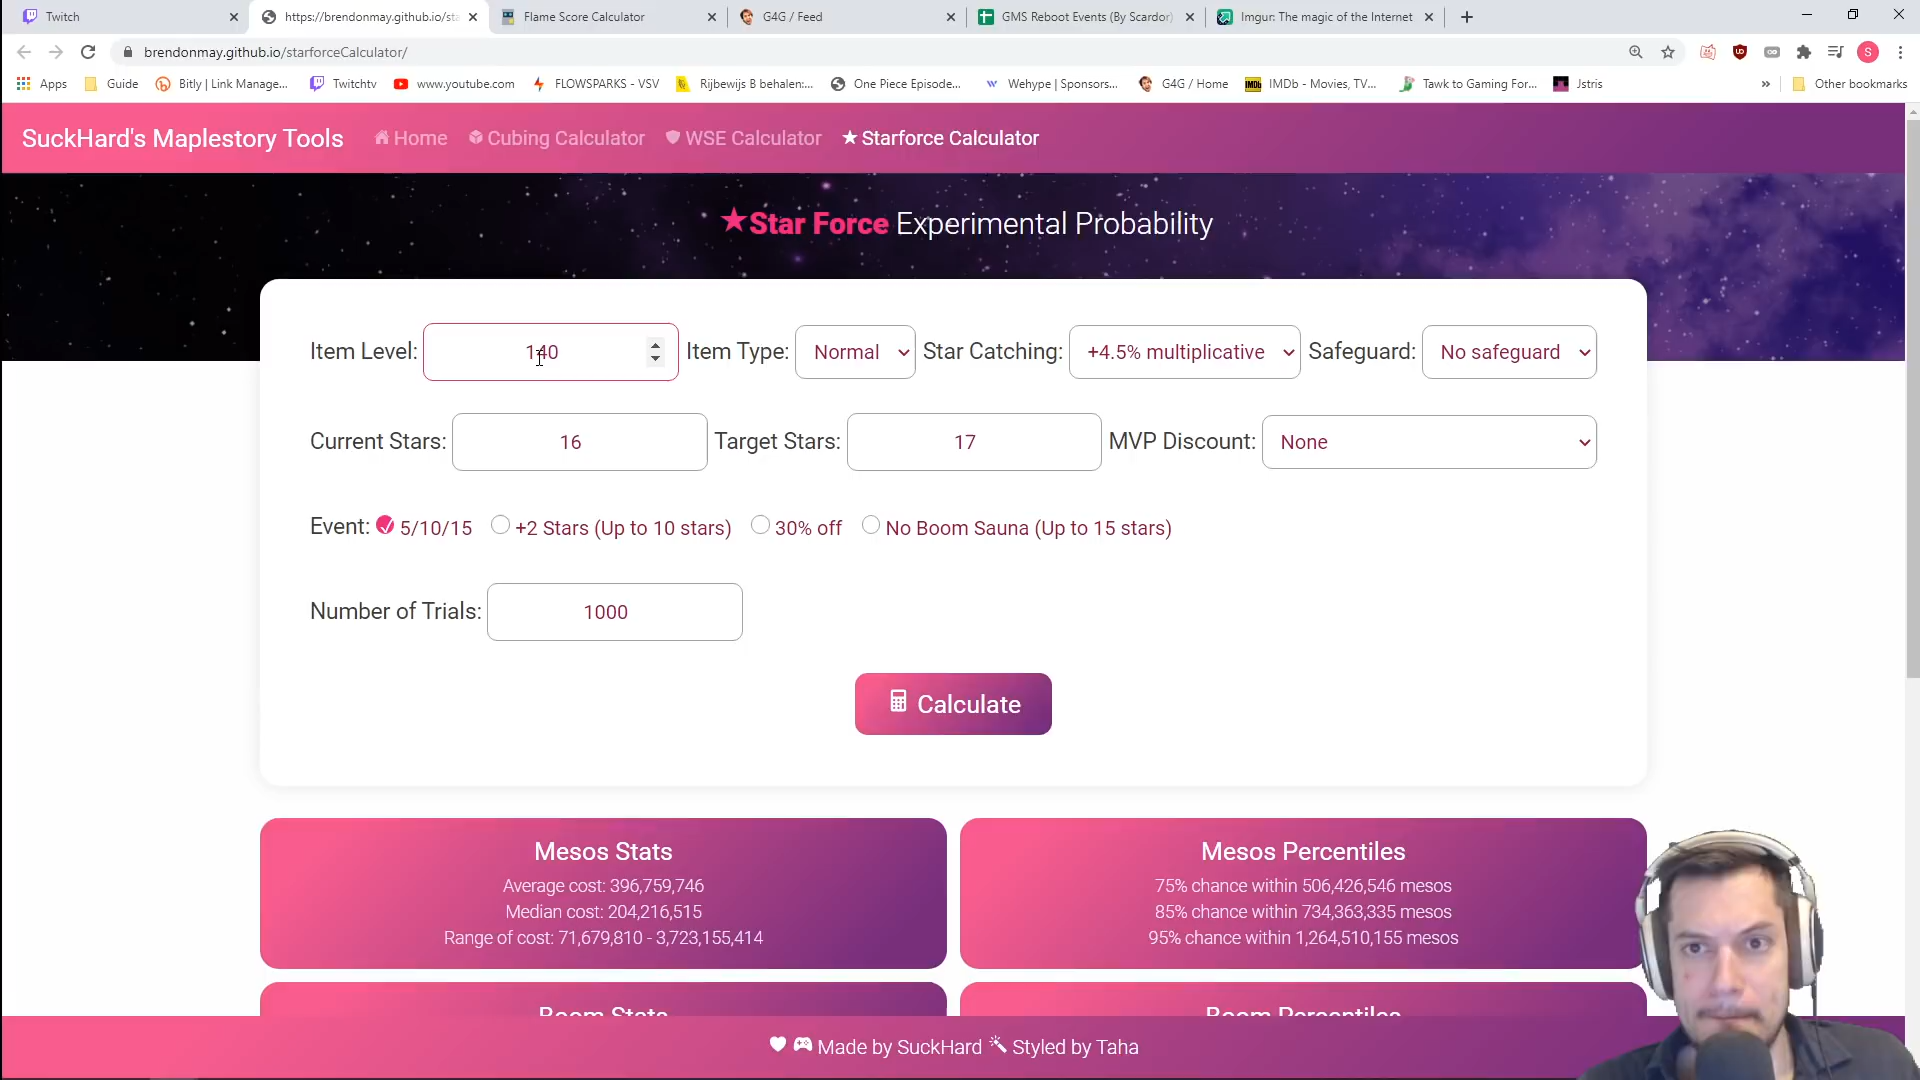 Twitch
https://brendonmay.github.io/sta
Flame Score Calculator
G4G / Feed
GMS Reboot Events (By Scardor)
Imgur: The magic of the Internet
brendonmay.github.io/starforceCalculator/
S
Apps
Guide
Bitly | Link Manage...
Twitchtv
www.youtube.com
FLOWSPARKS - VSV
Rijbewijs B behalen:...
One Piece Episode...
Wehype | Sponsors...
G4G / Home
IMDb - Movies, TV...
Tawk to Gaming For...
Jstris
Other bookmarks
SuckHard's Maplestory Tools
Home
Cubing Calculator
WSE Calculator
Starforce Calculator
Star Force Experimental Probability
Item Level: 140 Item Type: Normal Star Catching: +4.5% multiplicative Safeguard: No safeguard
Current Stars: 16 Target Stars: 17 MVP Discount: None
Event: 5/10/15 +2 Stars (Up to 10 stars) 30% off No Boom Sauna (Up to 15 stars)
Number of Trials: 1000
Calculate
Mesos Stats
Average cost: 396,759,746
Median cost: 204,216,515
Range of cost: 71,679,810 - 3,723,155,414
Mesos Percentiles
75% chance within 506,426,546 mesos
85% chance within 734,363,335 mesos
95% chance within 1,264,510,155 mesos
Boom Stats
Boom Percentiles
Made by SuckHard Styled by Taha